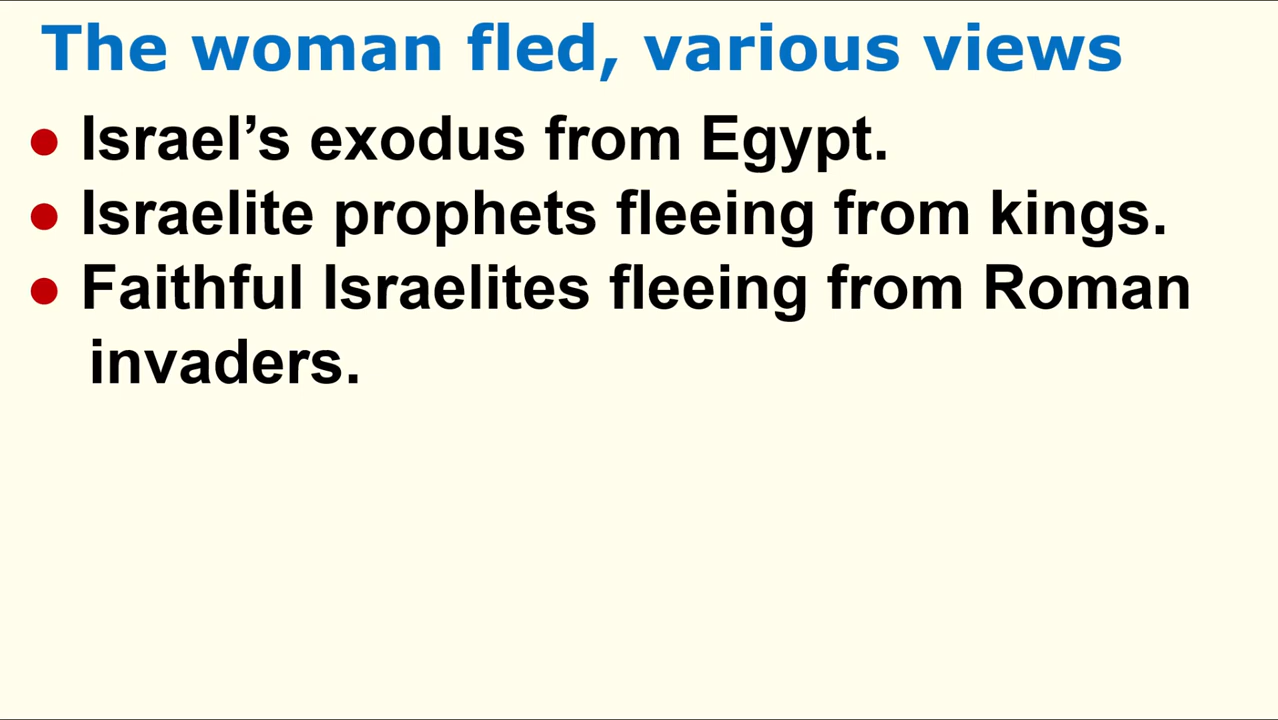 The woman fled, various views
● Israel’s exodus from Egypt.
● Israelite prophets fleeing from kings.
● Faithful Israelites fleeing from Roman
invaders.